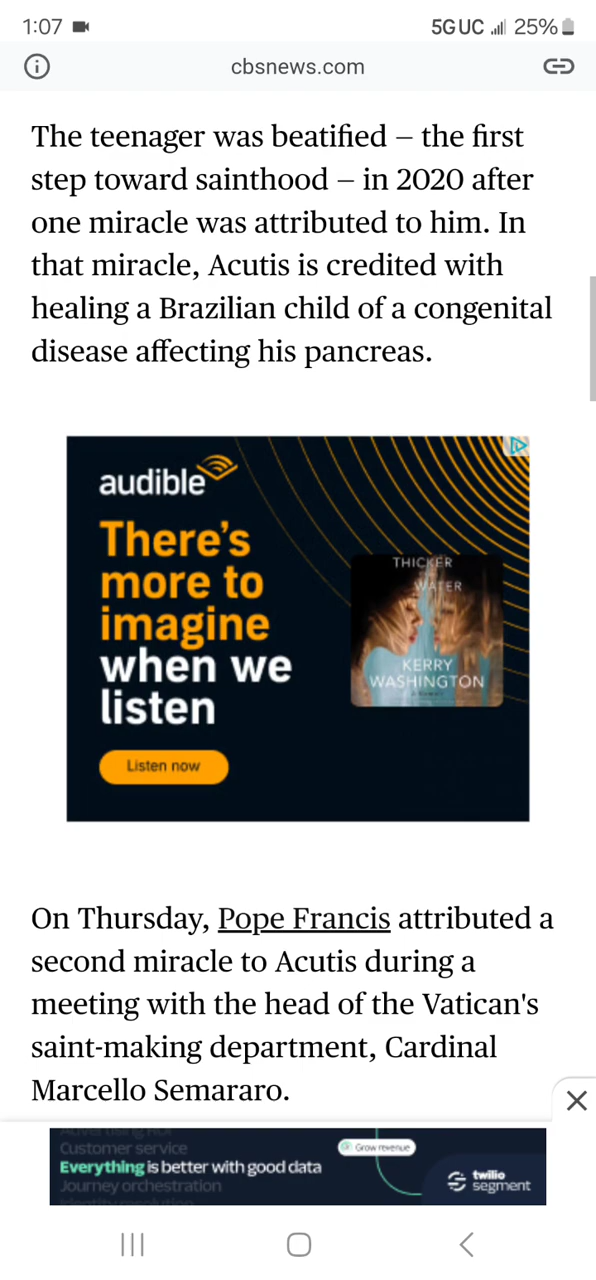 1:07
5G UC 25%
cbsnews.com
The teenager was beatified – the first
step toward sainthood – in 2020 after
one miracle was attributed to him. In
that miracle, Acutis is credited with
healing a Brazilian child of a congenital
disease affecting his pancreas.
audible
There's
more to
imagine
when we
listen
Listen now
THICKER
WATER
KERRY
WASHINGTON
On Thursday, Pope Francis attributed a
second miracle to Acutis during a
meeting with the head of the Vatican's
saint-making department, Cardinal
Marcello Semararo.
Customer service
Everything is better with good data
Journey orchestration
Grow revenue
twilio
segment